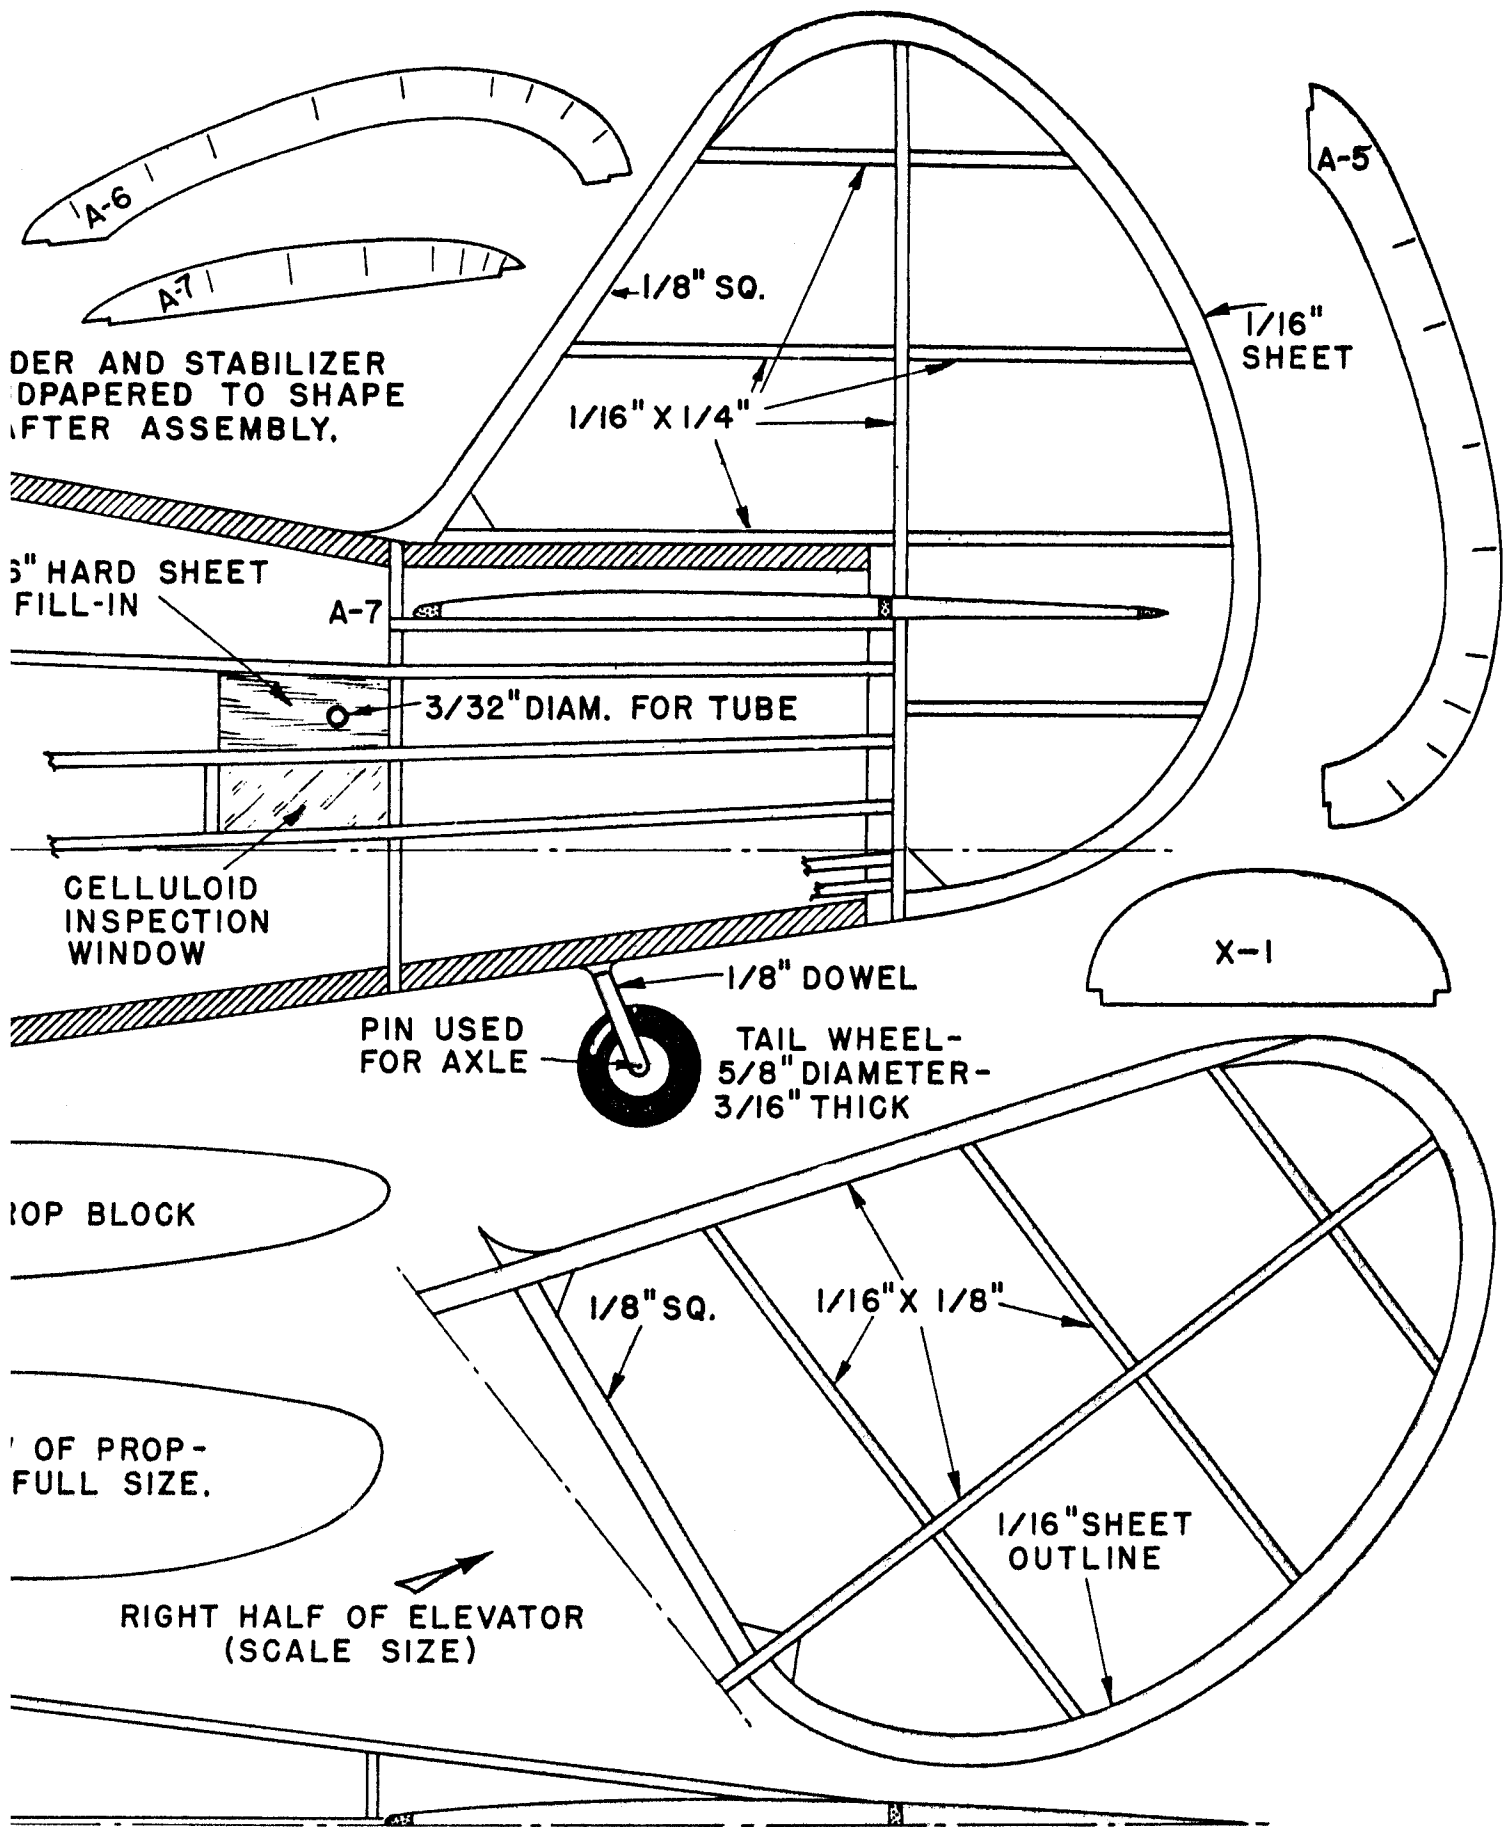 A-6
A-7
A-5
1/8" SQ.
1/16"
SHEET
DER AND STABILIZER
DPAPERED TO SHAPE
AFTER ASSEMBLY.
1/16" X 1/4"
6" HARD SHEET
FILL-IN
A-7
3/32" DIAM. FOR TUBE
CELLULOID
INSPECTION
WINDOW
X-1
1/8" DOWEL
PIN USED
FOR AXLE
TAIL WHEEL-
5/8" DIAMETER-
3/16" THICK
ROP BLOCK
1/8" SQ.
1/16" X 1/8"
OF PROP-
FULL SIZE.
1/16" SHEET
OUTLINE
RIGHT HALF OF ELEVATOR
(SCALE SIZE)